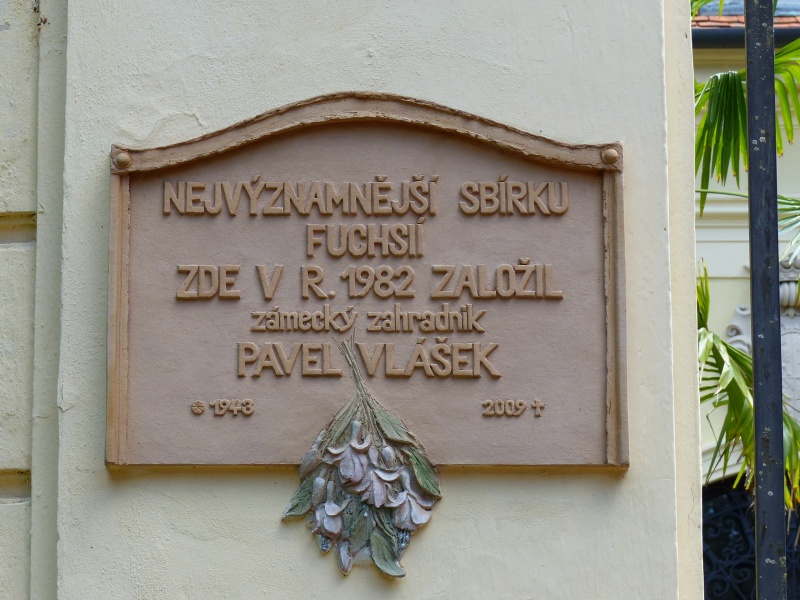 NEJVÝZNAMNĚJŠÍ SBÍRKU
FUCHSIÍ
ZDE V R. 1982 ZALOŽIL
zámecký zahradník
PAVEL VLÁŠEK
* 1943 2009 †